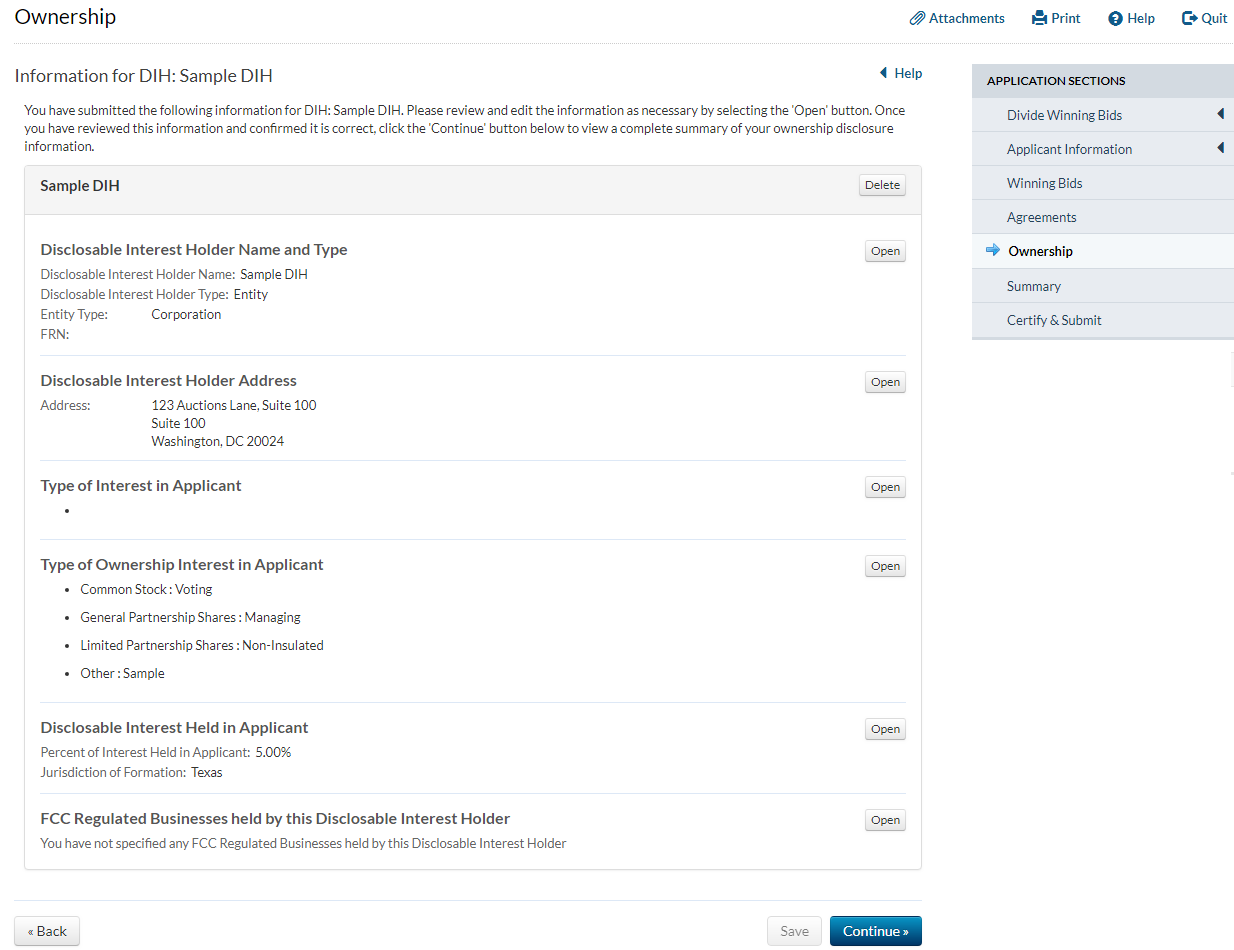 Ownership
Attachments Print Help Quit
Information for DIH: Sample DIH
Help
You have submitted the following information for DIH: Sample DIH. Please review and edit the information as necessary by selecting the 'Open' button. Once
you have reviewed this information and confirmed it is correct, click the 'Continue' button below to view a complete summary of your ownership disclosure
information.
Sample DIH
Delete
Disclosable Interest Holder Name and Type
Open
Disclosable Interest Holder Name: Sample DIH
Disclosable Interest Holder Type: Entity
Entity Type: Corporation
FRN:
Disclosable Interest Holder Address
Open
Address: 123 Auctions Lane, Suite 100
Suite 100
Washington, DC 20024
Type of Interest in Applicant
Open
•
Type of Ownership Interest in Applicant
Open
• Common Stock : Voting
• General Partnership Shares : Managing
• Limited Partnership Shares : Non-Insulated
• Other : Sample
Disclosable Interest Held in Applicant
Open
Percent of Interest Held in Applicant: 5.00%
Jurisdiction of Formation: Texas
FCC Regulated Businesses held by this Disclosable Interest Holder
Open
You have not specified any FCC Regulated Businesses held by this Disclosable Interest Holder
« Back
Save
Continue »
APPLICATION SECTIONS
Divide Winning Bids
Applicant Information
Winning Bids
Agreements
Ownership
Summary
Certify & Submit